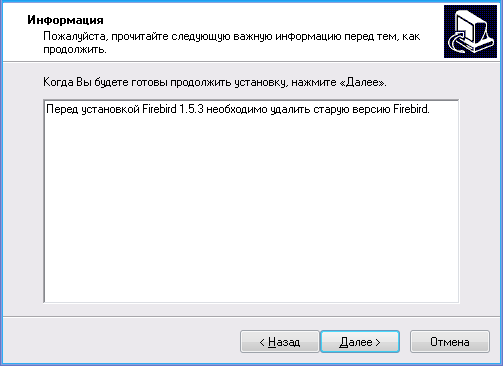 Информация
Пожалуйста, прочитайте следующую важную информацию перед тем, как
продолжить.
Когда Вы будете готовы продолжить установку, нажмите «Далее».
Перед установкой Firebird 1.5.3 необходимо удалить старую версию Firebird.
< Назад
Далее >
Отмена